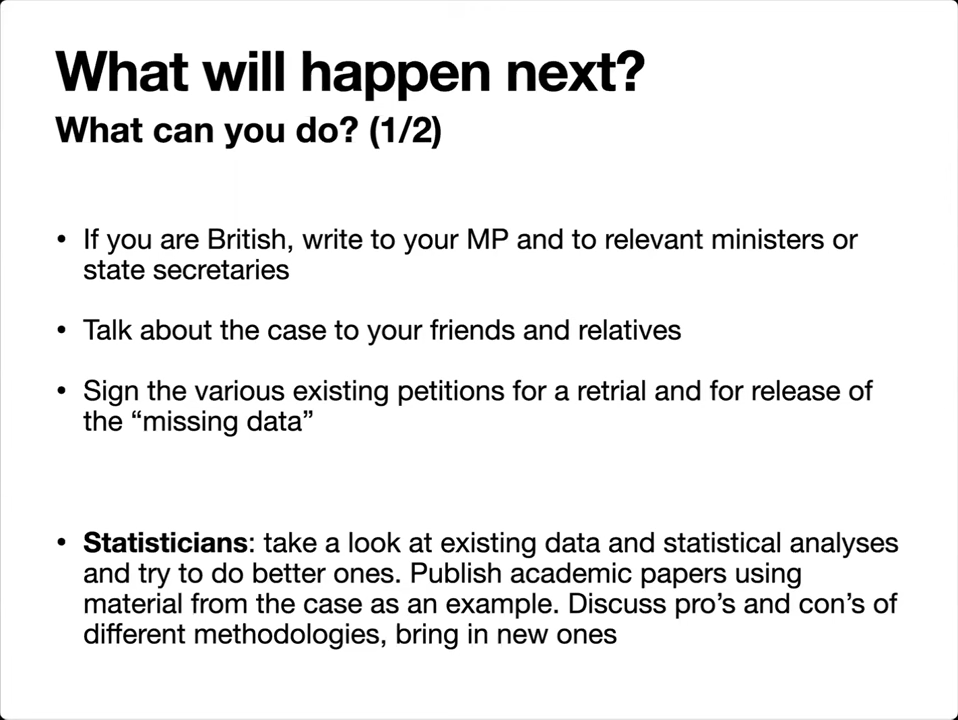 What will happen next?
What can you do? (1/2)
• If you are British, write to your MP and to relevant ministers or
state secretaries
• Talk about the case to your friends and relatives
• Sign the various existing petitions for a retrial and for release of
the “missing data”
• Statisticians: take a look at existing data and statistical analyses
and try to do better ones. Publish academic papers using
material from the case as an example. Discuss pro’s and con’s of
different methodologies, bring in new ones